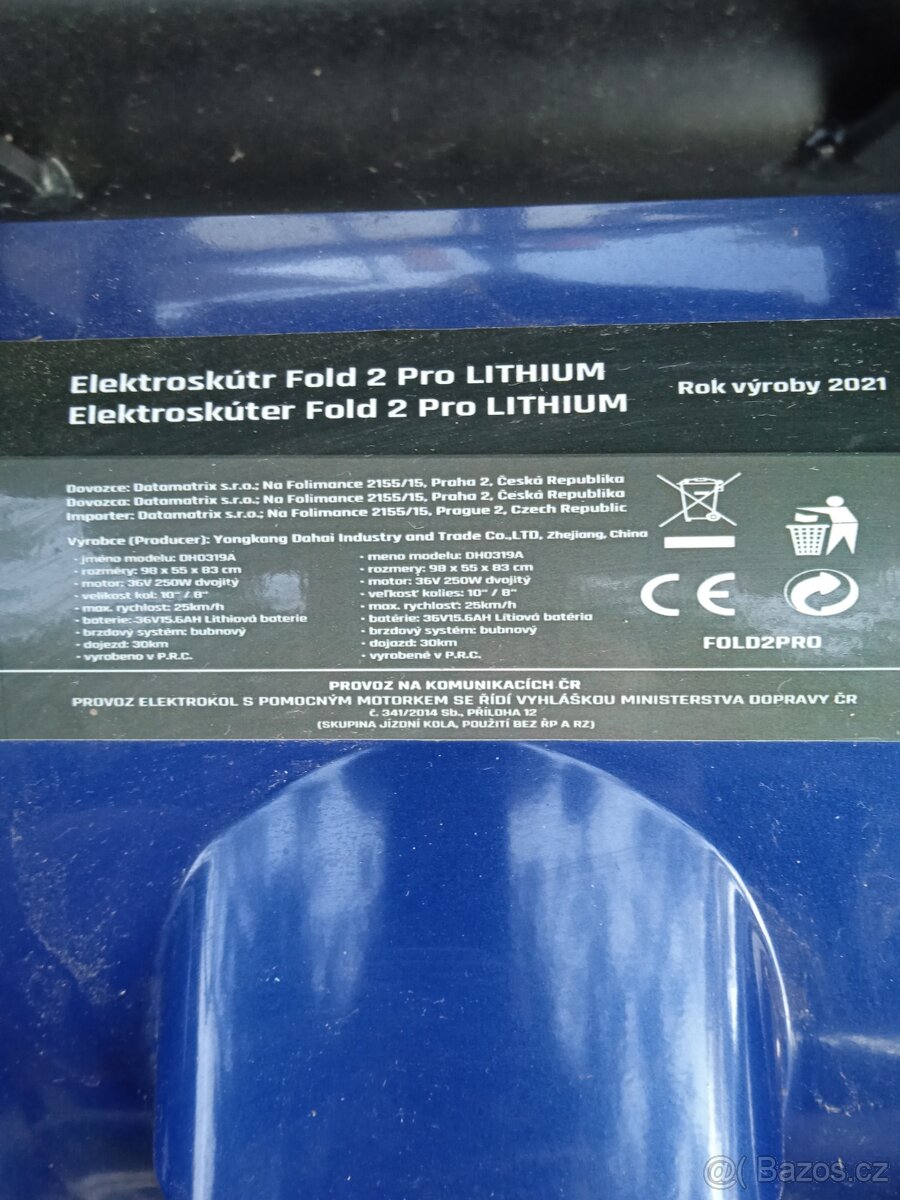 Elektroskútr Fold 2 Pro LITHIUM
Elektroskúter Fold 2 Pro LITHIUM
Rok výroby 2021
Dovozce: Datamatrix s.r.o.; Na Folimance 2155/15, Praha 2, Česká Republika
Dovozca: Datamatrix s.r.o.; Na Folimance 2155/15, Praha 2, Česká Republika
Importer: Datamatrix s.r.o.; Na Folimance 2155/15, Prague 2, Czech Republic
Výrobce (Producer): Yongkang Dohai Industry and Trade Co.,LTD, Zhejiang, China
- jméno modelu: DH0319A
- rozměry: 98 x 55 x 83 cm
- motor: 36V 250W dvojitý
- velikost kol: 10" / 8"
- max. rychlost: 25km/h
- baterie: 36V15.6AH Lithiová baterie
- brzdový systém: bubnový
- dojezd: 30km
- vyrobeno v P.R.C.
- meno modelu: DH0319A
- rozmery: 98 x 55 x 83 cm
- motor: 36V 250W dvojitý
- veľkosť kolies: 10" / 8"
- max. rýchlosť: 25km/h
- batérie: 36V15.6AH Lítiová batéria
- brzdový systém: bubnový
- dojazd: 30km
- vyrobené v P.R.C.
CE
FOLD2PRO
PROVOZ NA KOMUNIKACÍCH ČR
PROVOZ ELEKTROKOL S POMOCNÝM MOTORKEM SE ŘÍDÍ VYHLÁŠKOU MINISTERSTVA DOPRAVY ČR
Č. 341/2014 Sb., PŘÍLOHA 12
(SKUPINA JÍZDNÍ KOLA, POUŽITÍ BEZ ŘP A RZ)
@( Bazos.cz